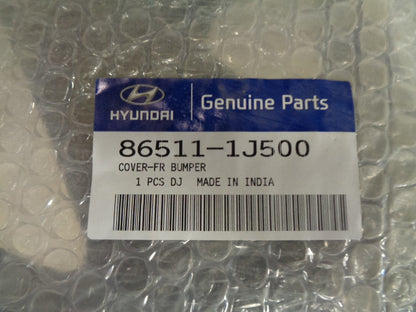 HYUNDAI
Genuine Parts
86511-1J500
COVER-FR BUMPER
1 PCS DJ MADE IN INDIA